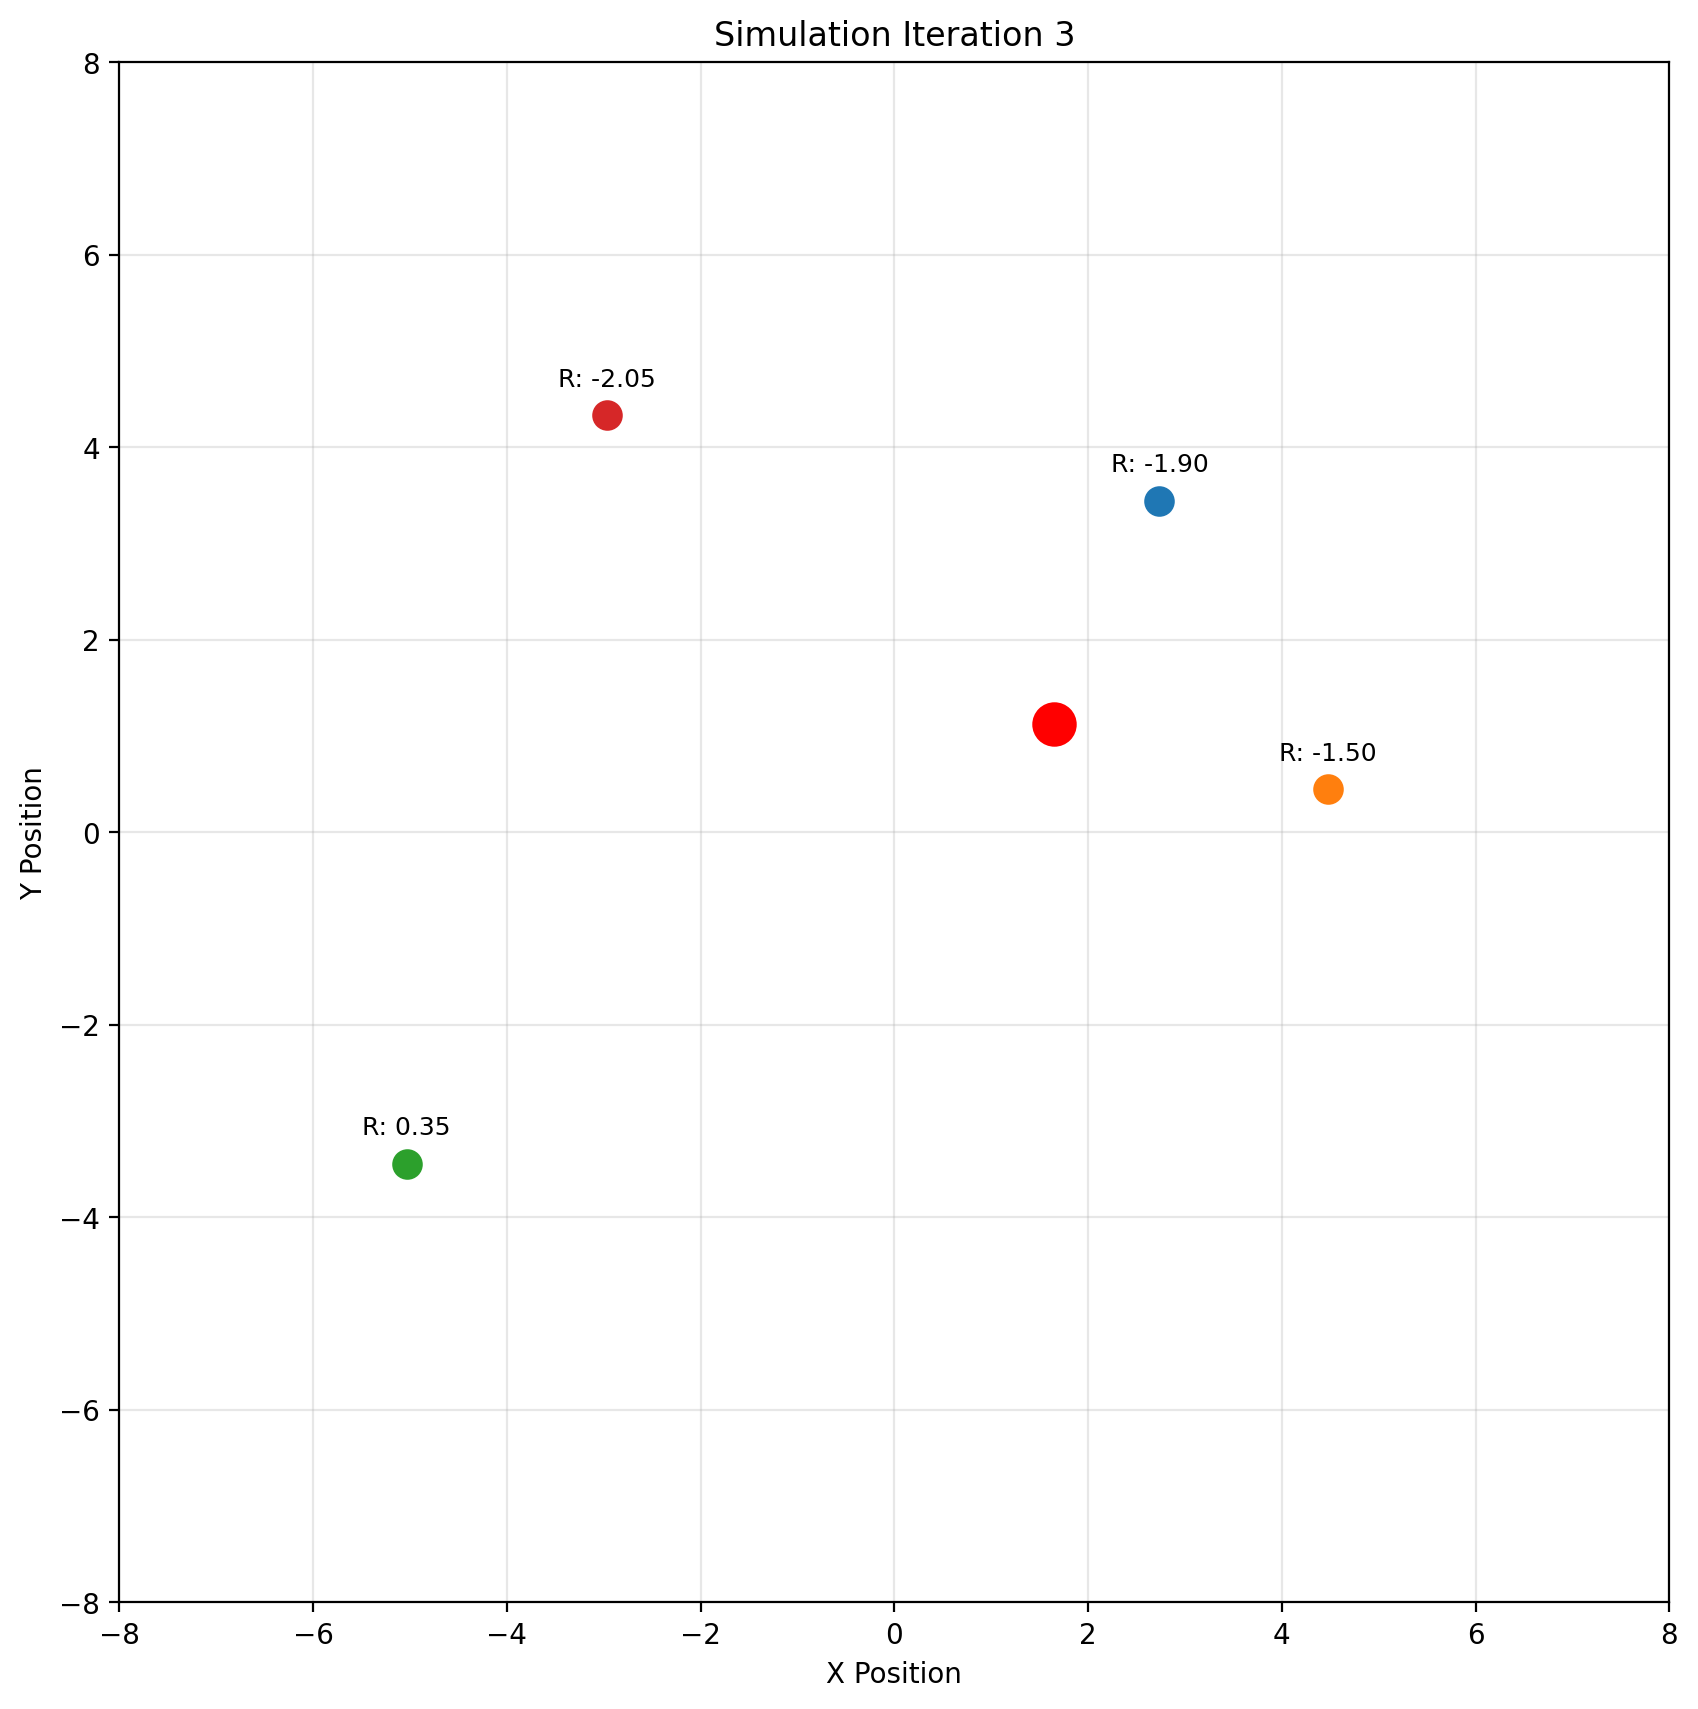 Simulation Iteration 3
8
6
4
2
0
−2
−4
−6
−8
Y Position
R: -2.05
R: -1.90
R: -1.50
R: 0.35
−8 −6 −4 −2 0 2 4 6 8
X Position